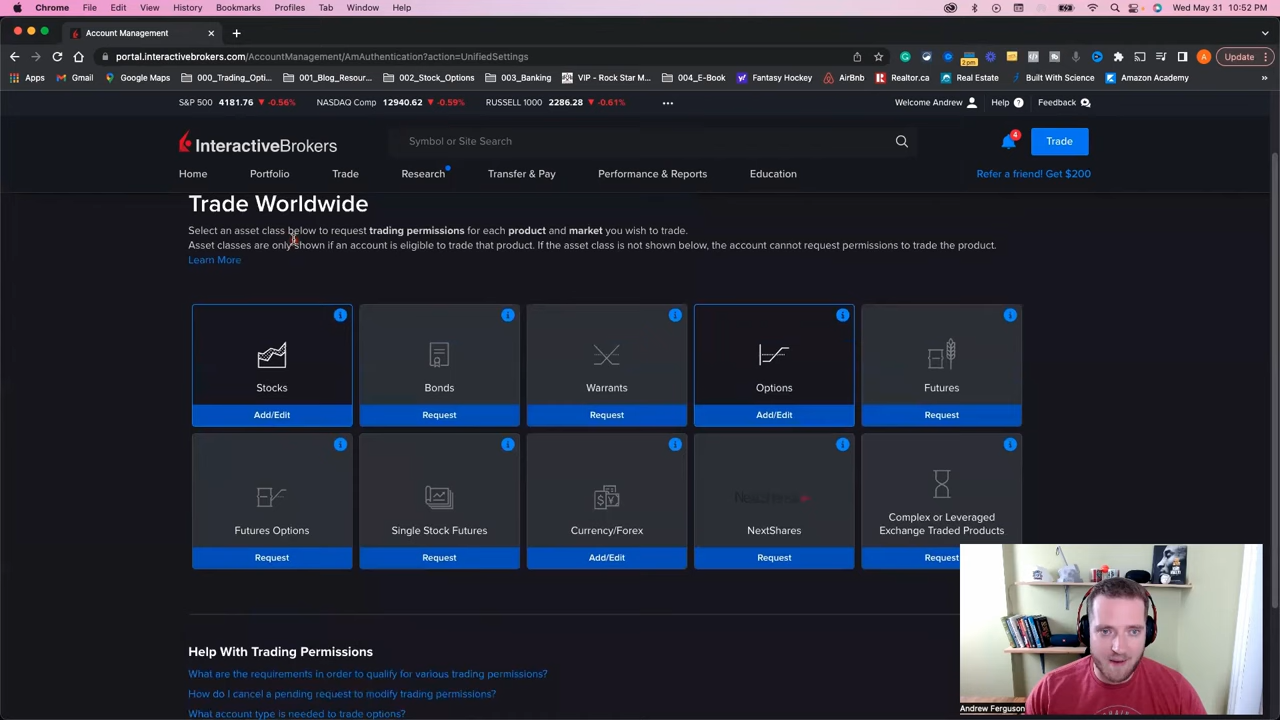 Chrome File Edit View History Bookmarks Profiles Tab Window Help Wed May 31 10:52 PM
Account Management
portal.interactivebrokers.com/AccountManagement/AmAuthentication?action=UnifiedSettings Update
Apps Gmail Google Maps 000_Trading_Opti... 001_Blog_Resour... 002_Stock_Options 003_Banking VIP - Rock Star M... 004_E-Book Fantasy Hockey AirBnb Realtor.ca Real Estate Built With Science Amazon Academy »
S&P 500 4181.76 ▼ -0.56% NASDAQ Comp 12940.62 ▼ -0.59% RUSSELL 1000 2286.28 ▼ -0.61% ••• Welcome Andrew Help Feedback
InteractiveBrokers Symbol or Site Search 4 Trade
Home Portfolio Trade Research Transfer & Pay Performance & Reports Education Refer a friend! Get $200
Trade Worldwide
Select an asset class below to request trading permissions for each product and market you wish to trade.
Asset classes are only shown if an account is eligible to trade that product. If the asset class is not shown below, the account cannot request permissions to trade the product.
Learn More
Stocks Bonds Warrants Options Futures
Add/Edit Request Request Add/Edit Request
Complex or Leveraged
Futures Options Single Stock Futures Currency/Forex NextShares Exchange Traded Products
Request Request Add/Edit Request Request
Help With Trading Permissions
What are the requirements in order to qualify for various trading permissions?
How do I cancel a pending request to modify trading permissions?
What account type is needed to trade options?
Andrew Ferguson